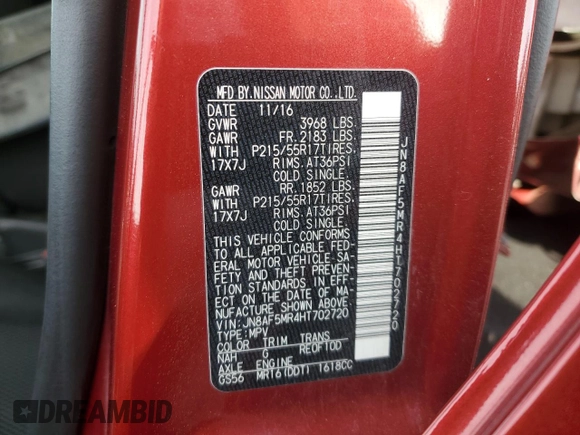 MFD BY. NISSAN MOTOR CO., LTD.
DATE 11/16
GVWR 3968 LBS.
GAWR FR. 2183 LBS.
WITH P215/55R17TIRES.
17X7J RIMS. AT36PSI
COLD SINGLE.
GAWR RR. 1852 LBS.
WITH P215/55R17TIRES.
17X7J RIMS. AT36PSI
COLD SINGLE.
THIS VEHICLE CONFORMS
TO ALL APPLICABLE FED-
ERAL MOTOR VEHICLE SA-
FETY AND THEFT PREVEN-
TION STANDARDS IN EFF-
ECT ON THE DATE OF MA-
NUFACTURE SHOWN ABOVE.
VIN: JN8AF5MR4HT702720
TYPE: MPV
COLOR TRIM TRANS
NAH G RE0F10D
AXLE ENGINE
GS56 MR16(DDT) 1618CC
JN8AF5MR4HT702720
DREAMBID
.com